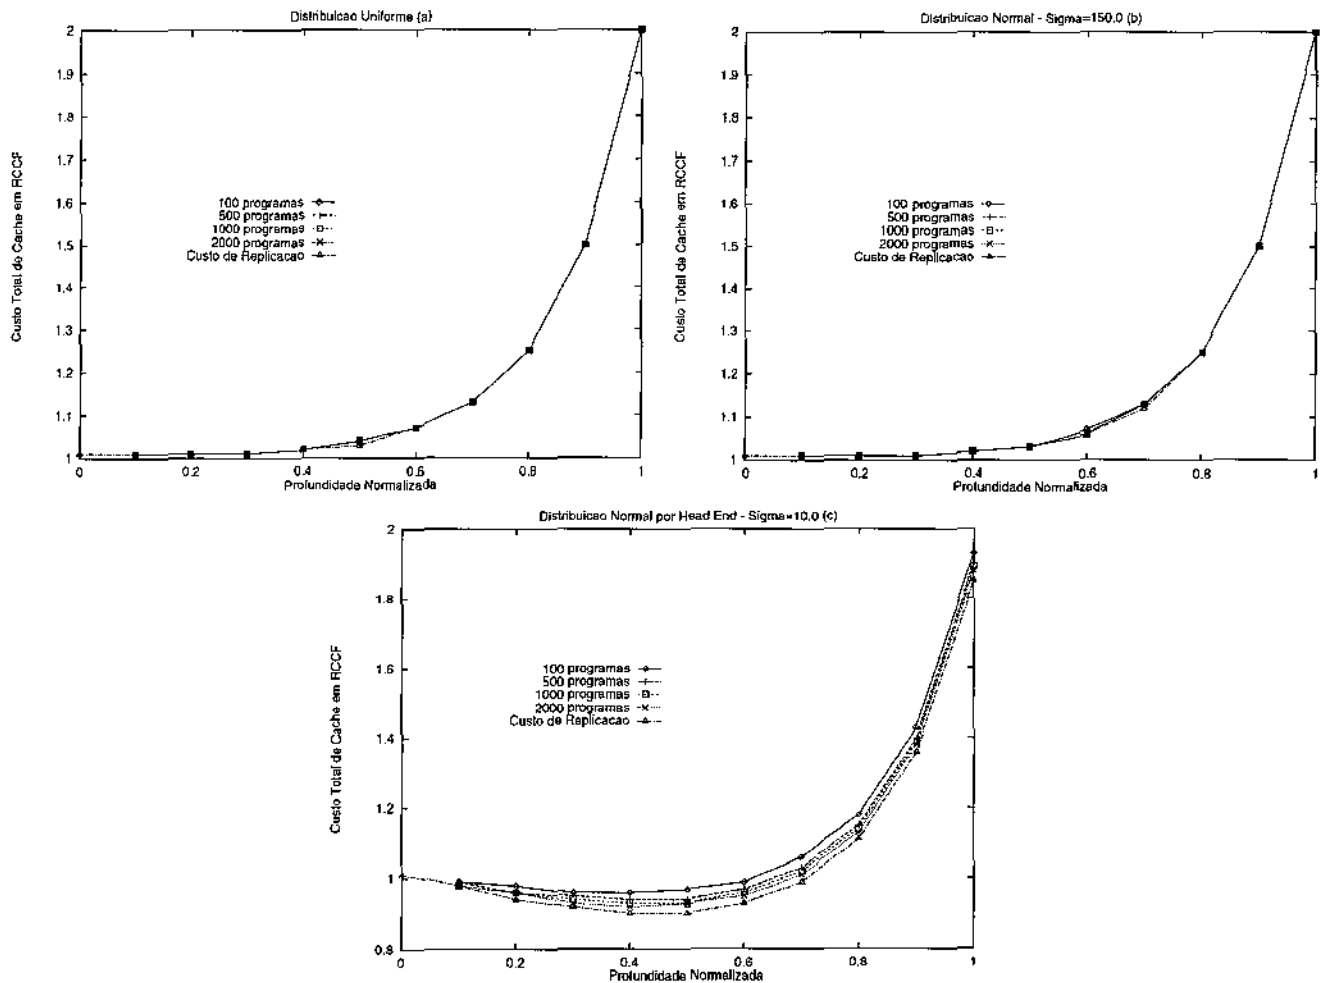 Distribuicao Uniforme (a)
2
1.9
1.8
1.7
1.6
1.5
1.4
1.3
1.2
1.1
1
Custo Total de Cache em RCCF
100 programas
500 programas
1000 programas
2000 programas
Custo de Replicacao
0
0.2
0.4
0.6
0.8
1
Profundidade Normalizada
Distribuicao Normal - Sigma=150.0 (b)
2
1.9
1.8
1.7
1.6
1.5
1.4
1.3
1.2
1.1
1
Custo Total de Cache em RCCF
100 programas
500 programas
1000 programas
2000 programas
Custo de Replicacao
0
0.2
0.4
0.6
0.8
1
Profundidade Normalizada
Distribuicao Normal por Head End - Sigma=10.0 (c)
2
1.8
1.6
1.4
1.2
1
0.8
Custo Total de Cache em RCCF
100 programas
500 programas
1000 programas
2000 programas
Custo de Replicacao
0
0.2
0.4
0.6
0.8
1
Profundidade Normalizada